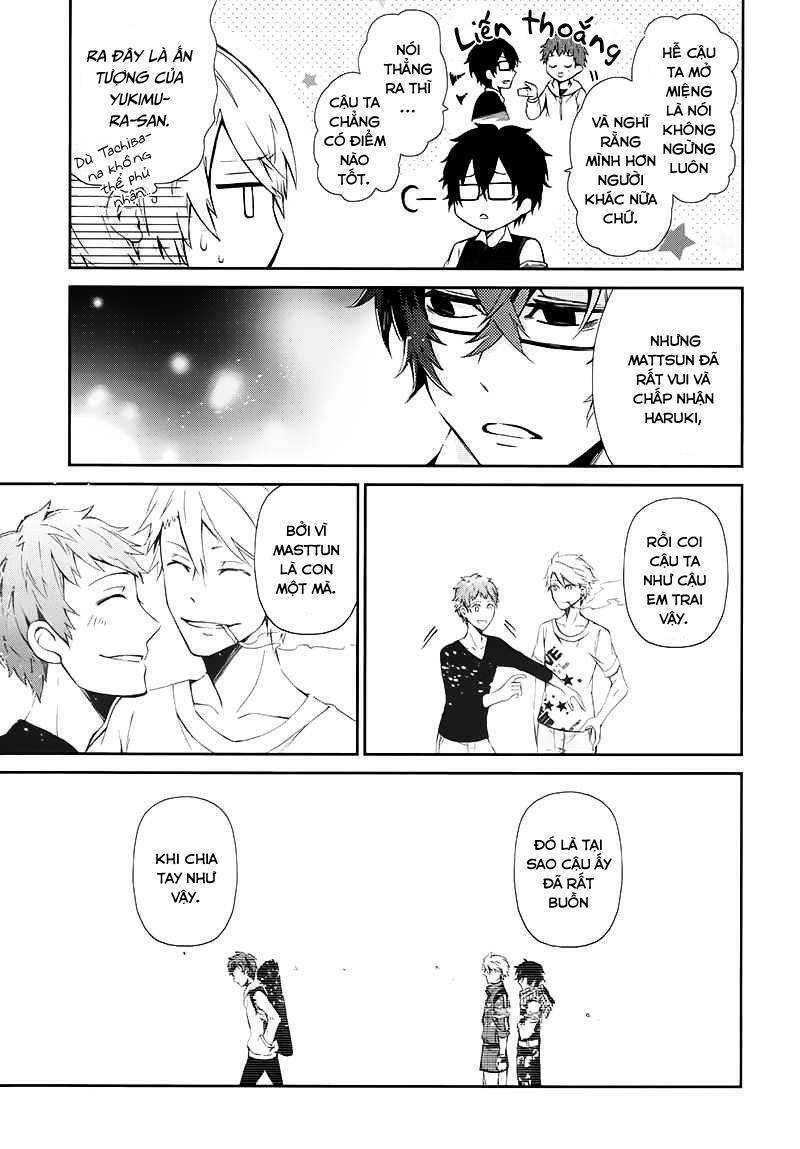 HỄ CẬU
TA MỞ
MIỆNG
LÀ NÓI
KHÔNG
NGỪNG
LUÔN
VÀ NGHĨ
RẰNG
MÌNH HƠN
NGƯỜI
KHÁC NỮA
CHỨ.
Liến thoắng
NÓI
THẲNG
RA THÌ
...
CẬU TA
CHẲNG
CÓ ĐIỂM
NÀO
TỐT.
RA ĐÂY LÀ ẤN
TƯỢNG CỦA
YUKIMU-
RA-SAN.
Dù Tachiba-
na không
thể phủ
nhận...
NHƯNG
MATTSUN ĐÃ
RẤT VUI VÀ
CHẤP NHẬN
HARUKI,
RỒI COI
CẬU TA
NHƯ CẬU
EM TRAI
VẬY.
BỞI VÌ
MASTTUN
LÀ CON
MỘT MÀ.
ĐÓ LÀ TẠI
SAO CẬU ẤY
ĐÃ RẤT
BUỒN
KHI CHIA
TAY NHƯ
VẬY.